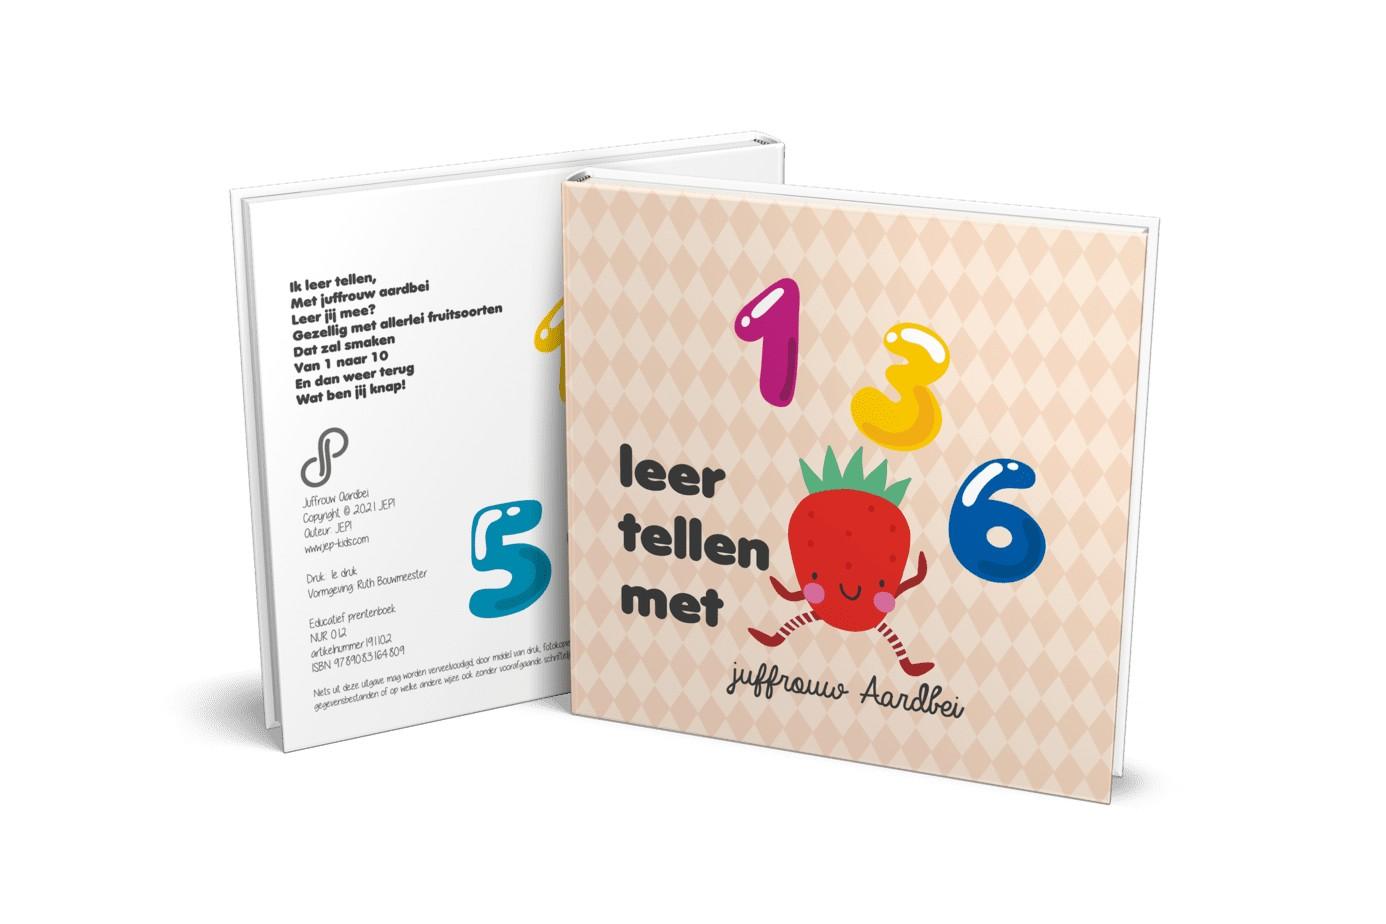 Ik leer tellen,
Met juffrouw aardbei
Leer jij mee?
Gezellig met allerlei fruitsoorten
Dat zal smaken
Van 1 naar 10
En dan weer terug
Wat ben jij knap!
Juffrouw Aardbei
Copyright © 2021 JEP!
Auteur: JEP!
www.jep-kids.com
Druk: 1e druk
Vormgeving: Ruth Bouwmeester
Educatief prentenboek
NUR 012
artikelnummer 191102
ISBN 9789083164809
Niets uit deze uitgave mag worden verveelvoudigd, door middel van druk, fotokopie
gegevensbestanden of op welke andere wijze ook zonder voorafgaande schriftelij
1
5
1
3
6
leer
tellen
met
juffrouw Aardbei